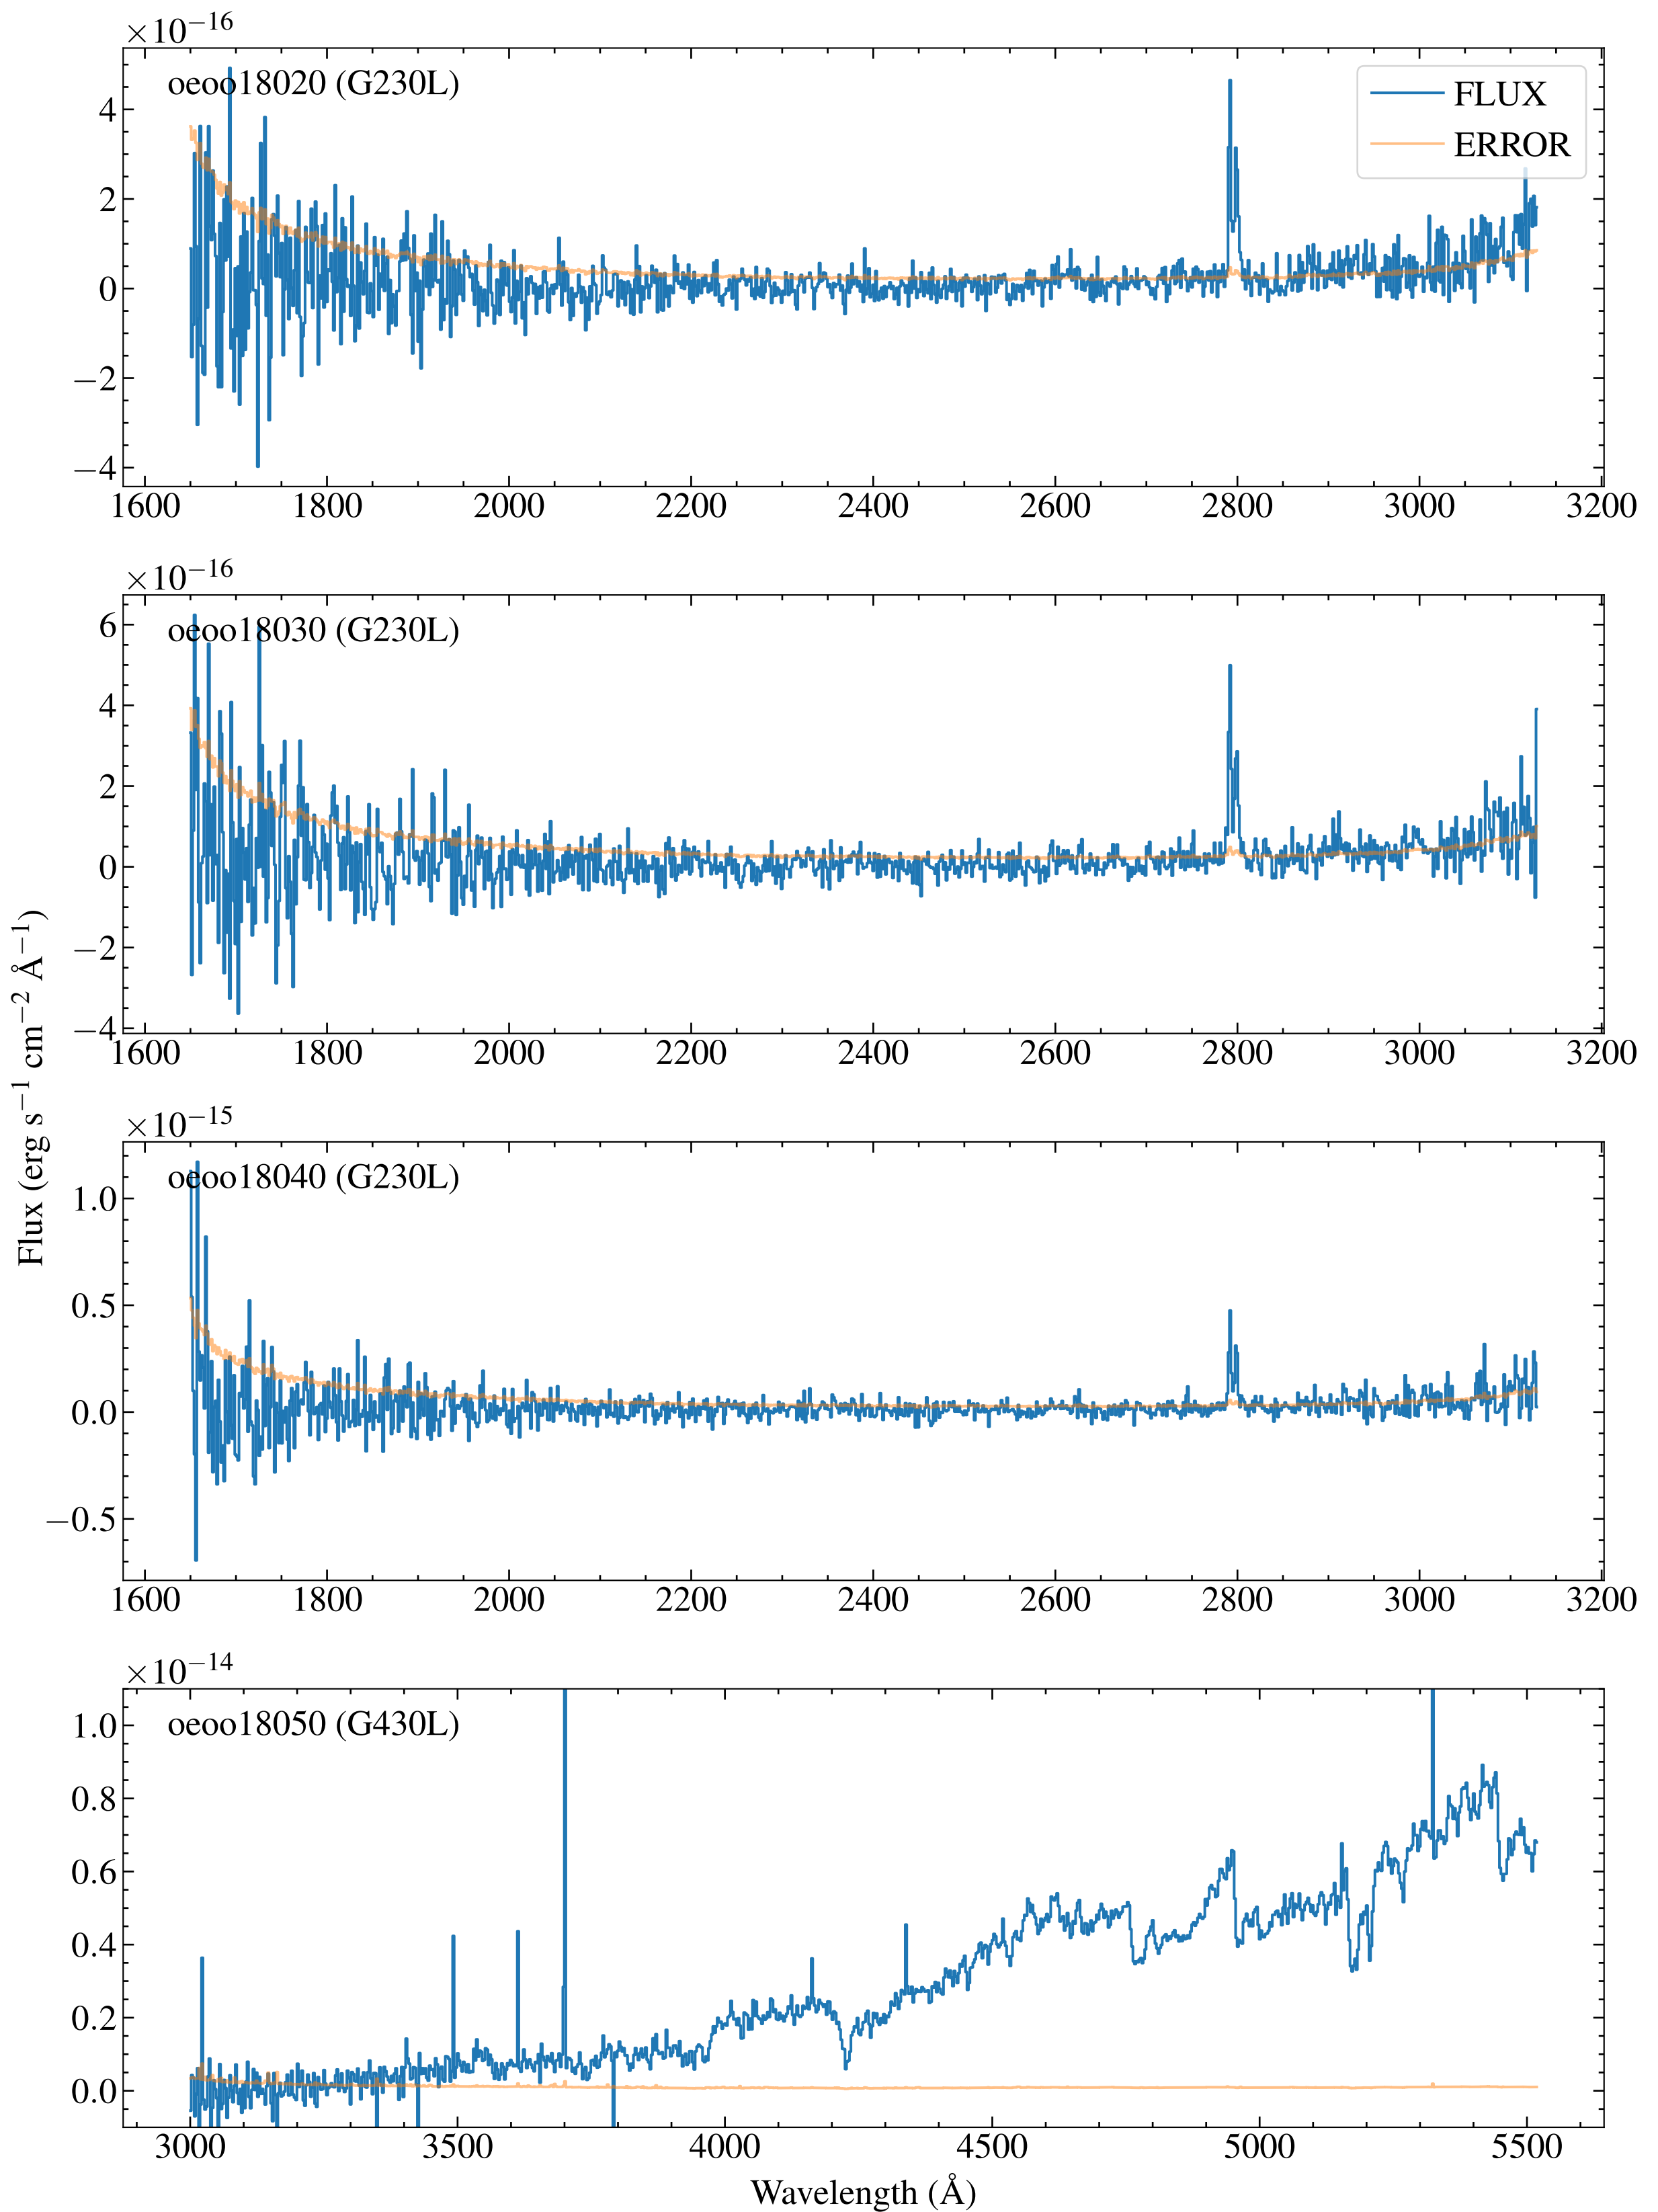 ×10−16
oeoo18020 (G230L)
FLUX
ERROR
4
2
0
−2
−4
1600 1800 2000 2200 2400 2600 2800 3000 3200
×10−16
oeoo18030 (G230L)
6
4
2
0
−2
−4
1600 1800 2000 2200 2400 2600 2800 3000 3200
Flux (erg s−1 cm−2 Å−1)
×10−15
oeoo18040 (G230L)
1.0
0.5
0.0
−0.5
1600 1800 2000 2200 2400 2600 2800 3000 3200
×10−14
oeoo18050 (G430L)
1.0
0.8
0.6
0.4
0.2
0.0
3000 3500 4000 4500 5000 5500
Wavelength (Å)